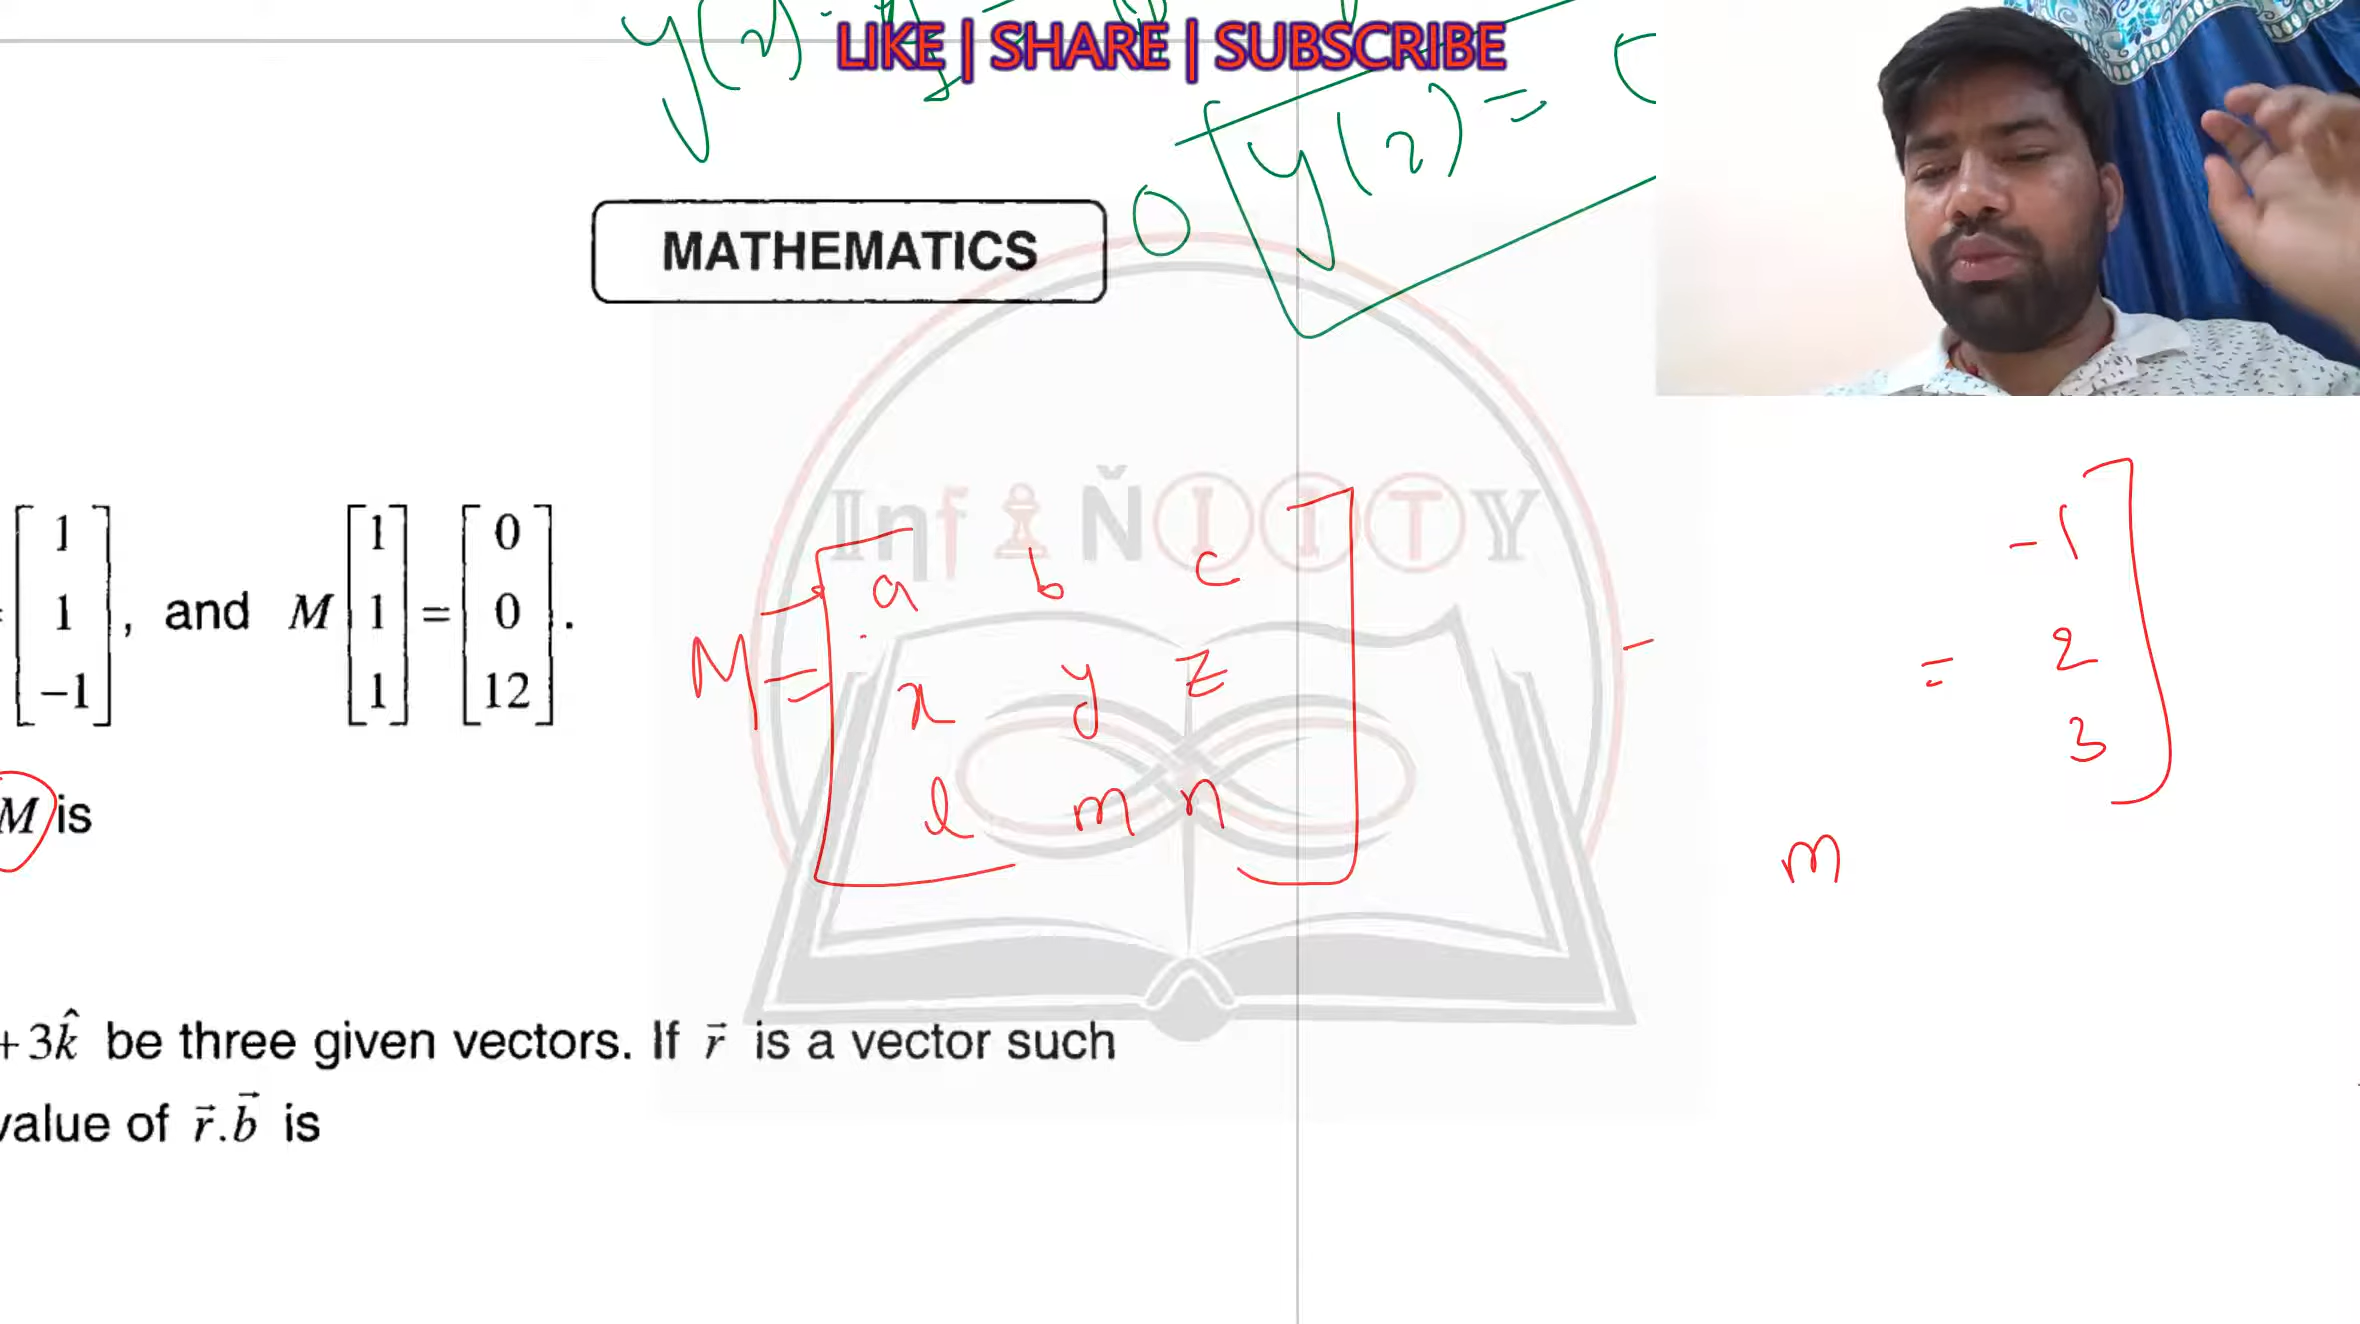 y(2)
LIKE | SHARE | SUBSCRIBE
y(2) =
0
MATHEMATICS
InfiŇIITY
[1 1 -1], and M [1 1 1] = [0 0 12].
M = [a b c
x y z
l m n]
= -1
2
3]
m
M is
+3k̂ be three given vectors. If r⃗ is a vector such
value of r⃗.b⃗ is